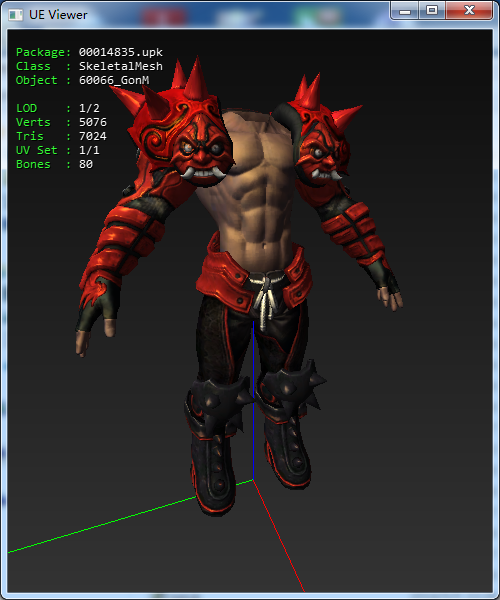 UE Viewer
Package: 00014835.upk
Class : SkeletalMesh
Object : 60066_GonM
LOD : 1/2
Verts : 5076
Tris : 7024
UV Set : 1/1
Bones : 80